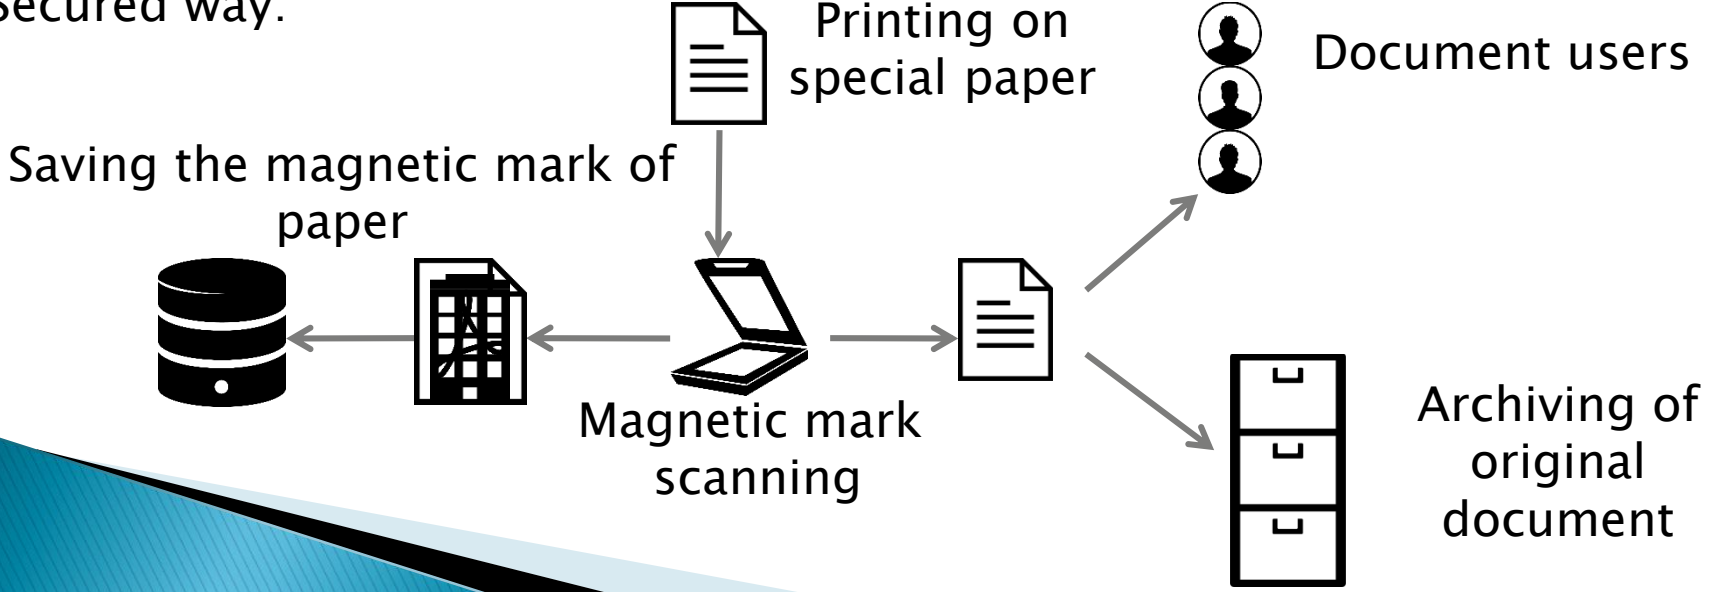 Secured way.
Printing on
special paper
Document users
Saving the magnetic mark of
paper
Magnetic mark
scanning
Archiving of
original
document